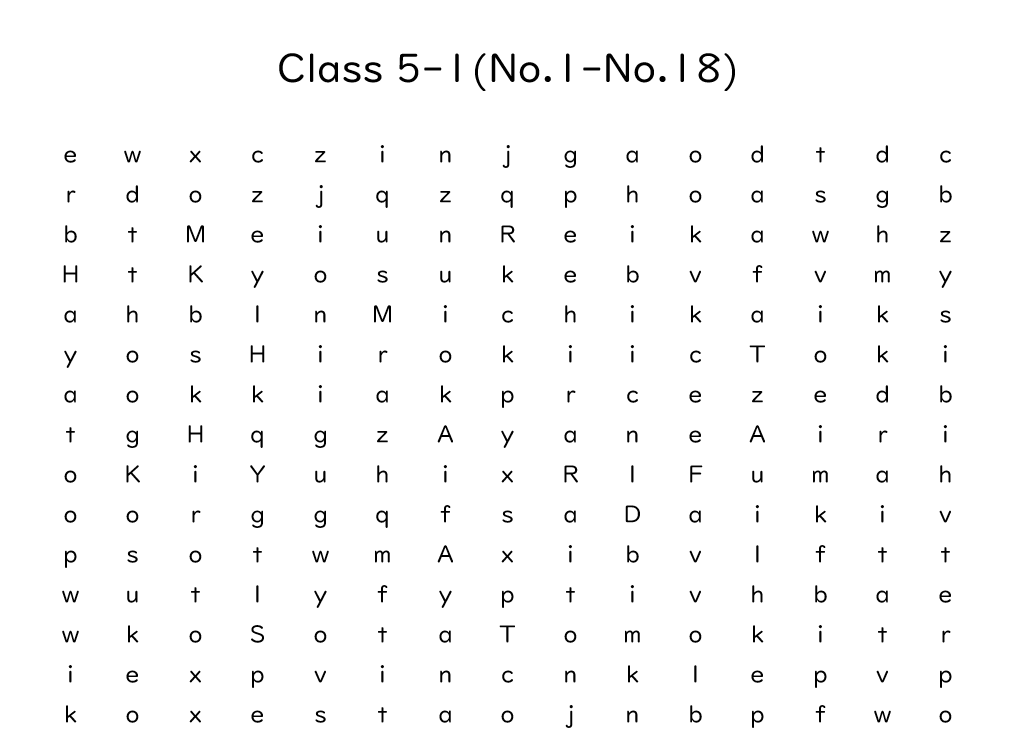 Class 5-1(No.1-No.18)
e w x c z i n j g a o d t d c
r d o z j q z q p h o a s g b
b t M e i u n R e i k a w h z
H t K y o s u k e b v f v m y
a h b l n M i c h i k a i k s
y o s H i r o k i i c T o k i
a o k k i a k p r c e z e d b
t g H q g z A y a n e A i r i
o K i Y u h i x R l F u m a h
o o r g g q f s a D a i k i v
p s o t w m A x i b v l f t t
w u t l y f y p t i v h b a e
w k o S o t a T o m o k i t r
i e x p v i n c n k l e p v p
k o x e s t a o j n b p f w o